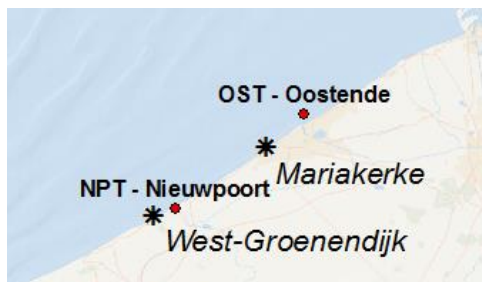 OST - Oostende
Mariakerke
NPT - Nieuwpoort
West-Groenendijk